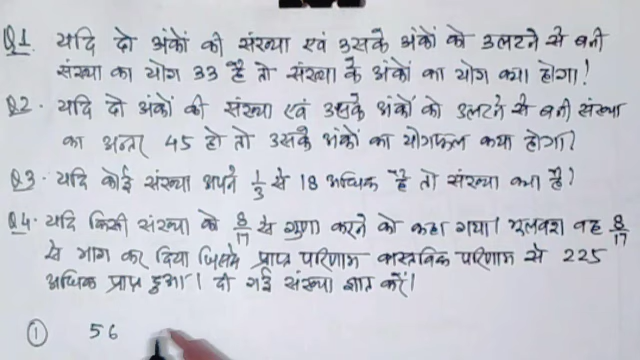 Q1. यदि दो अंकों की संख्या एवं उसके अंकों को उलटने से बनी
संख्या का योग 33 है तो संख्या के अंकों का योग क्या होगा!
Q2. यदि दो अंकों की संख्या एवं उसके अंकों को उलटने से बनी संख्या
का अन्तर 45 हो तो उसके अंकों का योगफल क्या होगा?
Q3. यदि कोई संख्या अपने 1/3 से 18 अधिक है तो संख्या क्या है?
Q4. यदि किसी संख्या को 8/17 से गुणा करने को कहा गया। भूलवश वह 8/17
से भाग कर दिया जिससे प्राप्त परिणाम वास्तविक परिणाम से 225
अधिक प्राप्त हुआ। दी गई संख्या ज्ञात करें।
① 56